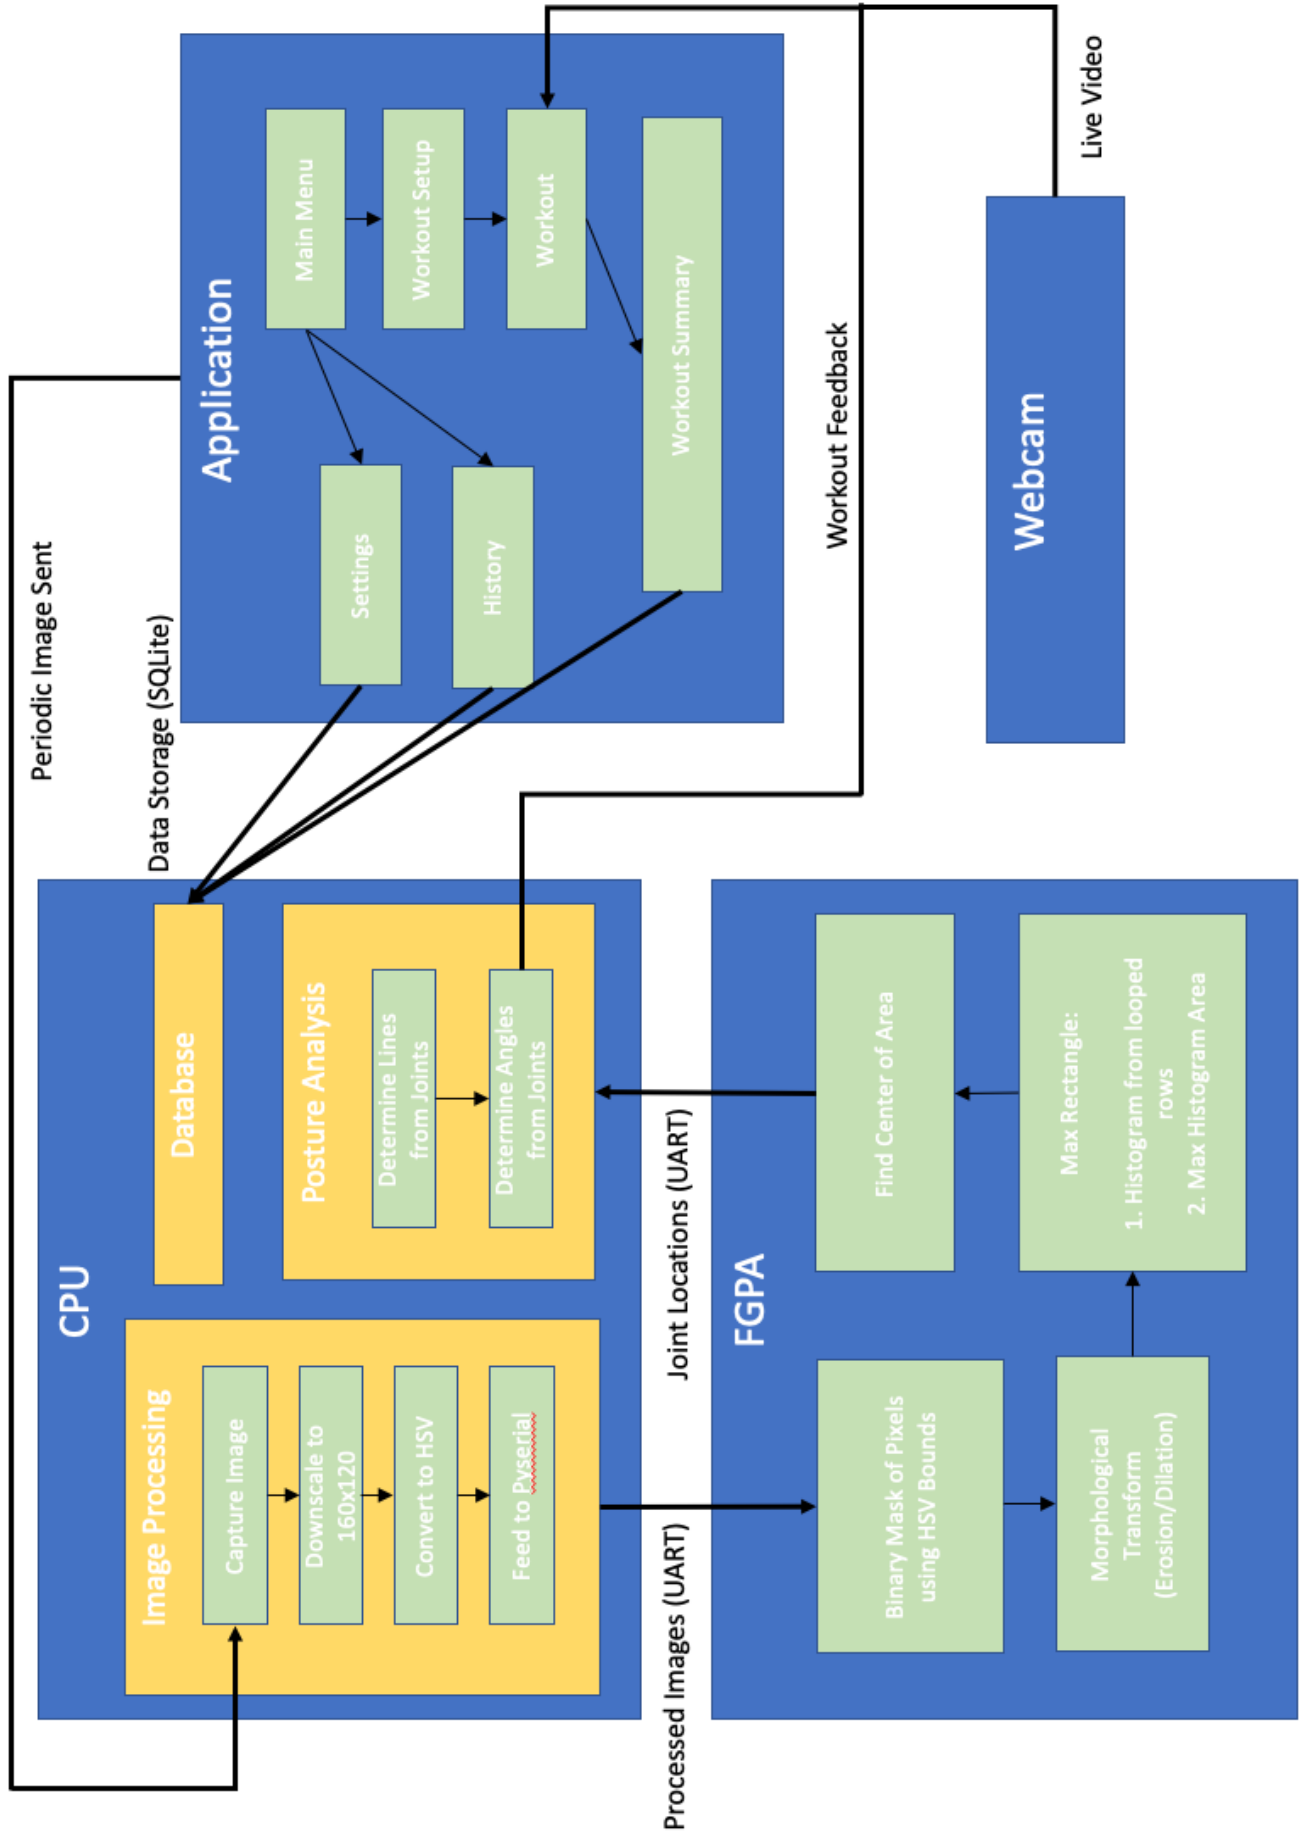 Periodic Image Sent
Data Storage (SQLite)
CPU
Image Processing
Capture Image
Downscale to
160x120
Convert to HSV
Feed to Pyserial
Database
Posture Analysis
Determine Lines
from Joints
Determine Angles
from Joints
Application
Settings
History
Main Menu
Workout Setup
Workout
Workout Summary
Processed Images (UART)
Joint Locations (UART)
Workout Feedback
FGPA
Binary Mask of Pixels
using HSV Bounds
Morphological
Transform
(Erosion/Dilation)
Find Center of Area
Max Rectangle:
1. Histogram from looped
rows
2. Max Histogram Area
Webcam
Live Video